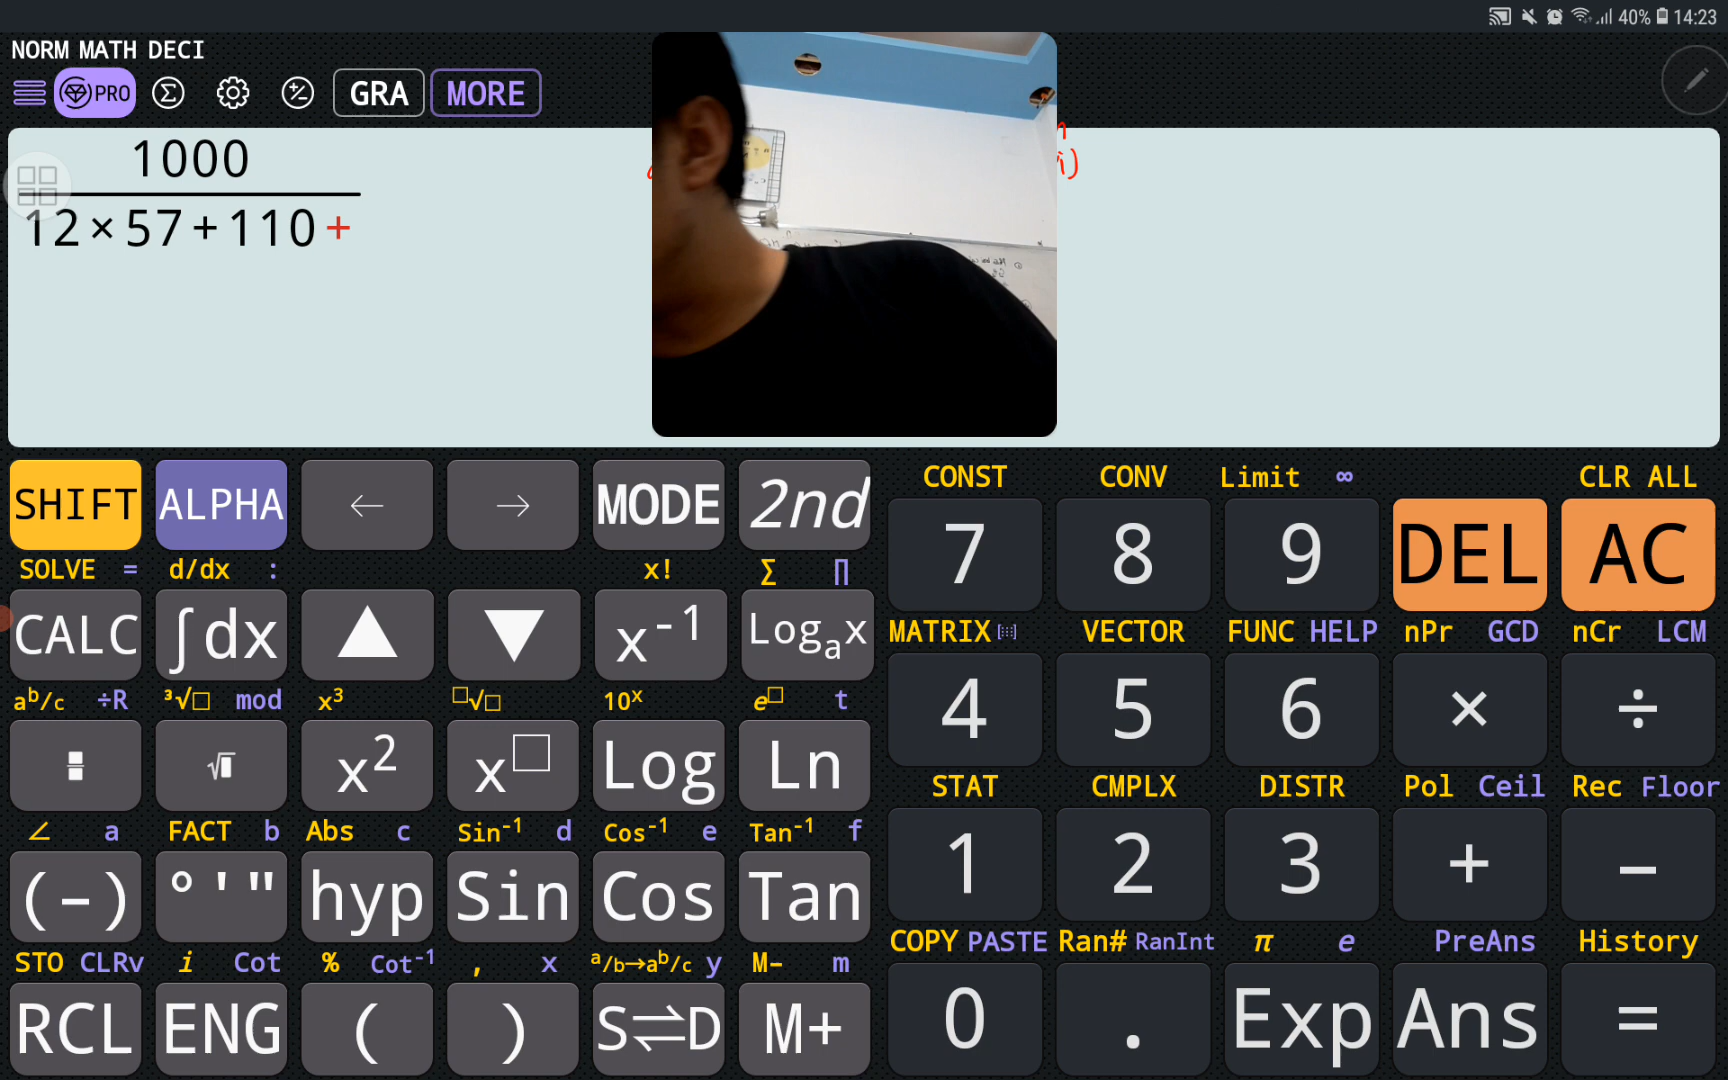 40% 14:23
NORM MATH DECI
PRO Σ GRA MORE
1000
12×57+110+
SHIFT ALPHA ← → MODE 2nd
SOLVE = d/dx : x! Σ ∏
CALC ∫dx ▲ ▼ x⁻¹ Logₐx
aᵇ/c ÷R ³√□ mod x³ □√□ 10ˣ e□ t
√ x² x□ Log Ln
∠ a FACT b Abs c Sin⁻¹ d Cos⁻¹ e Tan⁻¹ f
(−) °'" hyp Sin Cos Tan
STO CLRv i Cot % Cot⁻¹ , x a/b→aᵇ/c y M− m
RCL ENG ( ) S⇌D M+
CONST CONV Limit ∞ CLR ALL
7 8 9 DEL AC
MATRIX VECTOR FUNC HELP nPr GCD nCr LCM
4 5 6 × ÷
STAT CMPLX DISTR Pol Ceil Rec Floor
1 2 3 + −
COPY PASTE Ran# RanInt π e PreAns History
0 . Exp Ans =